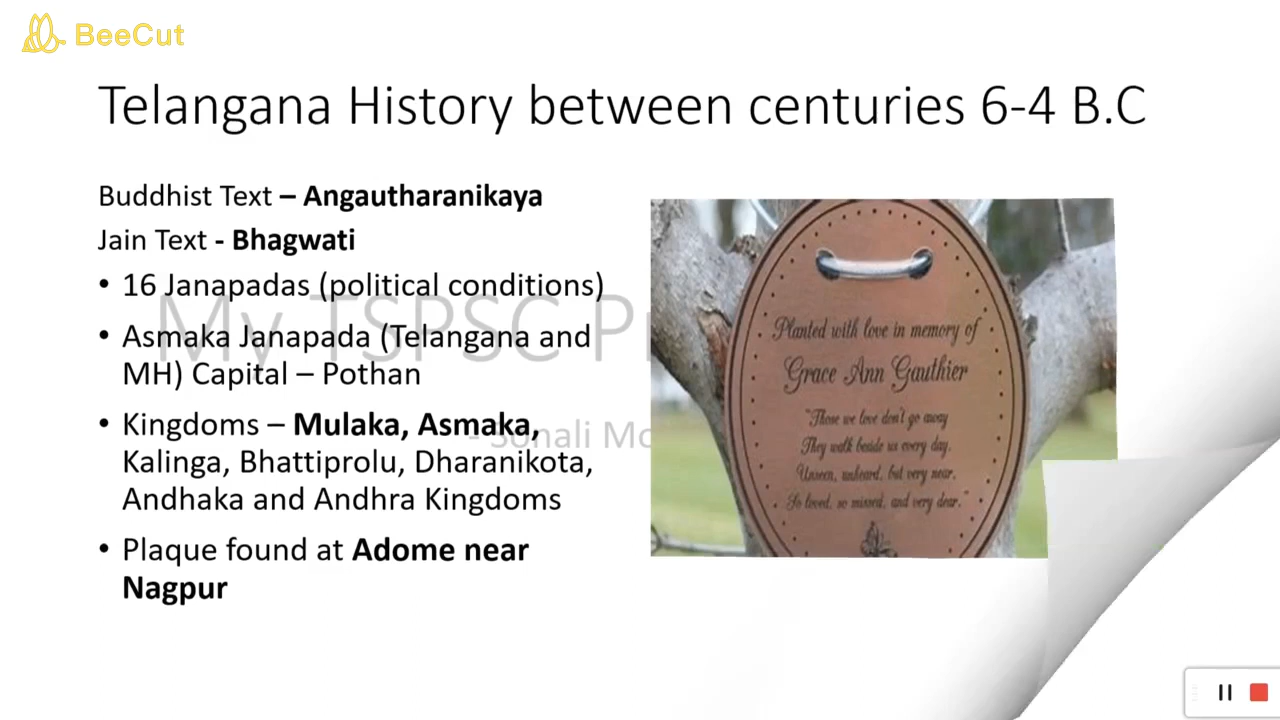 BeeCut
Telangana History between centuries 6-4 B.C
Buddhist Text – Angautharanikaya
Jain Text - Bhagwati
• 16 Janapadas (political conditions)
• Asmaka Janapada (Telangana and
MH) Capital – Pothan
• Kingdoms – Mulaka, Asmaka,
Kalinga, Bhattiprolu, Dharanikota,
Andhaka and Andhra Kingdoms
• Plaque found at Adome near
Nagpur
My TSPSC
- Sonali
Planted with love in memory of
Grace Ann Gauthier
"Those we love don't go away
They walk beside us every day.
Unseen, unheard, but very near,
So loved, so missed, and very dear."